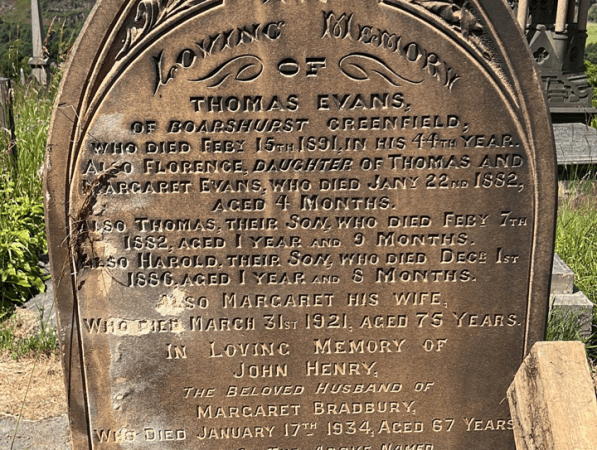 Loving Memory
OF
THOMAS EVANS,
OF BOARSHURST GREENFIELD,
WHO DIED FEBY 15TH 1891, IN HIS 44TH YEAR.
ALSO FLORENCE, DAUGHTER OF THOMAS AND
MARGARET EVANS, WHO DIED JANY 22ND 1882,
AGED 4 MONTHS.
ALSO THOMAS, THEIR SON, WHO DIED FEBY 7TH
1882, AGED 1 YEAR AND 9 MONTHS.
ALSO HAROLD, THEIR SON, WHO DIED DECR 1ST
1886, AGED 1 YEAR AND 8 MONTHS.
ALSO MARGARET HIS WIFE,
WHO DIED MARCH 31ST 1921, AGED 75 YEARS.
IN LOVING MEMORY OF
JOHN HENRY,
THE BELOVED HUSBAND OF
MARGARET BRADBURY,
WHO DIED JANUARY 17TH 1934, AGED 67 YEARS
THE ABOVE NAMED